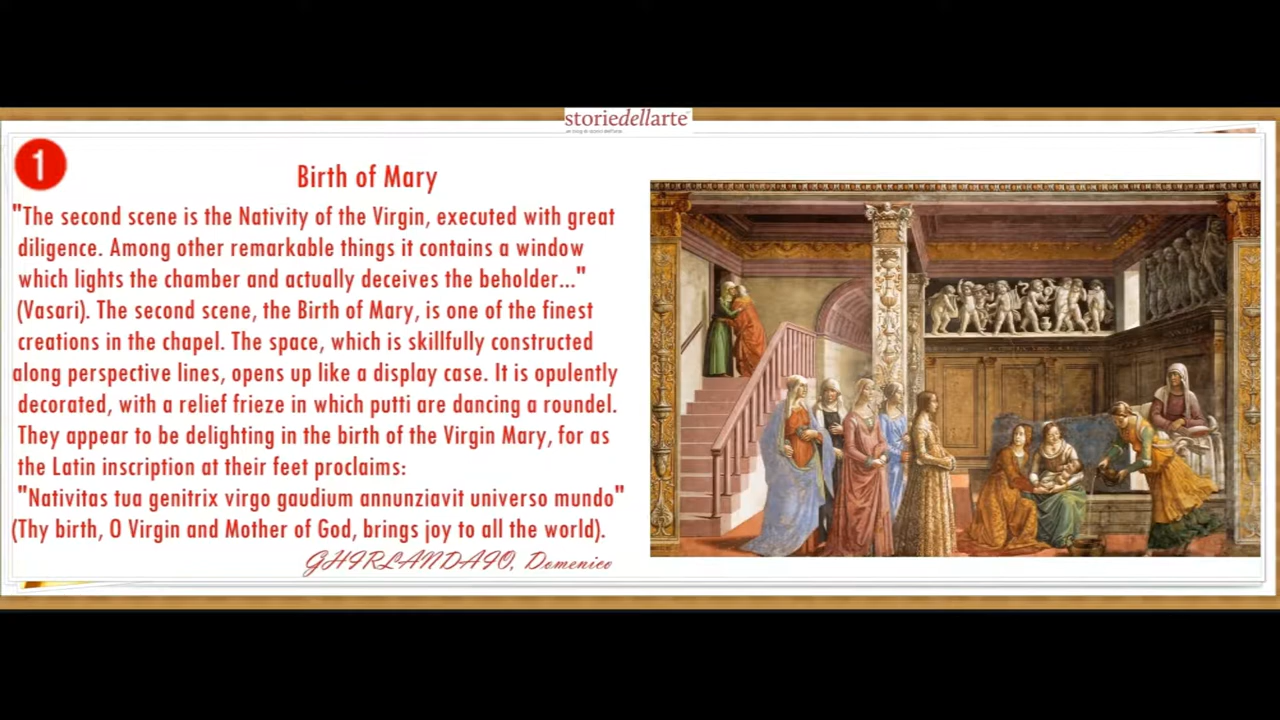 storiedellarte
1
Birth of Mary
"The second scene is the Nativity of the Virgin, executed with great
diligence. Among other remarkable things it contains a window
which lights the chamber and actually deceives the beholder..."
(Vasari). The second scene, the Birth of Mary, is one of the finest
creations in the chapel. The space, which is skillfully constructed
along perspective lines, opens up like a display case. It is opulently
decorated, with a relief frieze in which putti are dancing a roundel.
They appear to be delighting in the birth of the Virgin Mary, for as
the Latin inscription at their feet proclaims:
"Nativitas tua genitrix virgo gaudium annunziavit universo mundo"
(Thy birth, O Virgin and Mother of God, brings joy to all the world).
GHIRLANDAIO, Domenico